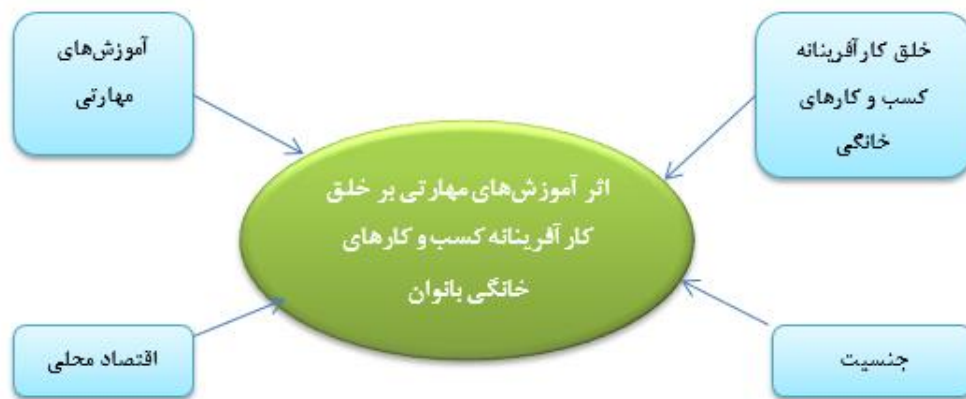 خلق کارآفرینانه
کسب و کارهای
خانگی
آموزش‌های
مهارتی
اثر آموزش‌های مهارتی بر خلق
کارآفرینانه کسب و کارهای
خانگی بانوان
جنسیت
اقتصاد محلی